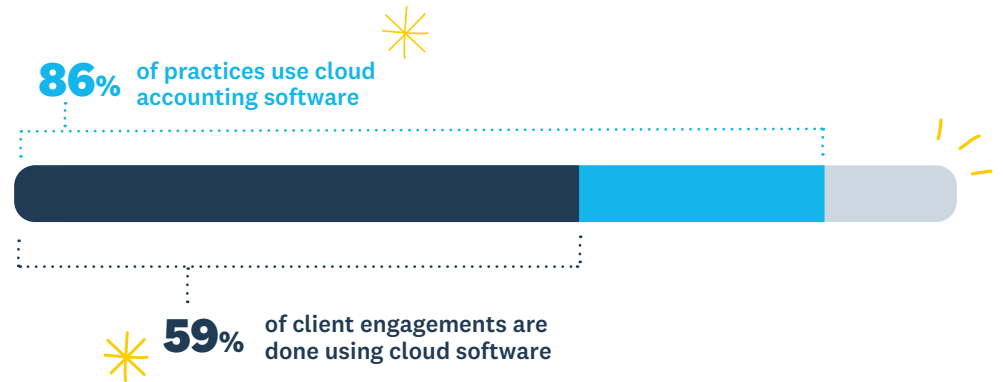 86% of practices use cloud
accounting software
59% of client engagements are
done using cloud software